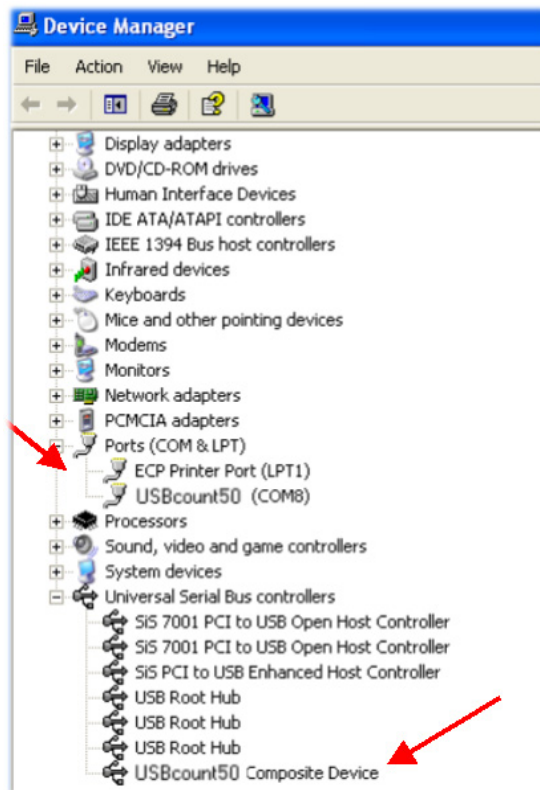 Device Manager
File Action View Help
Display adapters
DVD/CD-ROM drives
Human Interface Devices
IDE ATA/ATAPI controllers
IEEE 1394 Bus host controllers
Infrared devices
Keyboards
Mice and other pointing devices
Modems
Monitors
Network adapters
PCMCIA adapters
Ports (COM & LPT)
ECP Printer Port (LPT1)
USBcount50 (COM8)
Processors
Sound, video and game controllers
System devices
Universal Serial Bus controllers
SiS 7001 PCI to USB Open Host Controller
SiS 7001 PCI to USB Open Host Controller
SiS PCI to USB Enhanced Host Controller
USB Root Hub
USB Root Hub
USB Root Hub
USBcount50 Composite Device